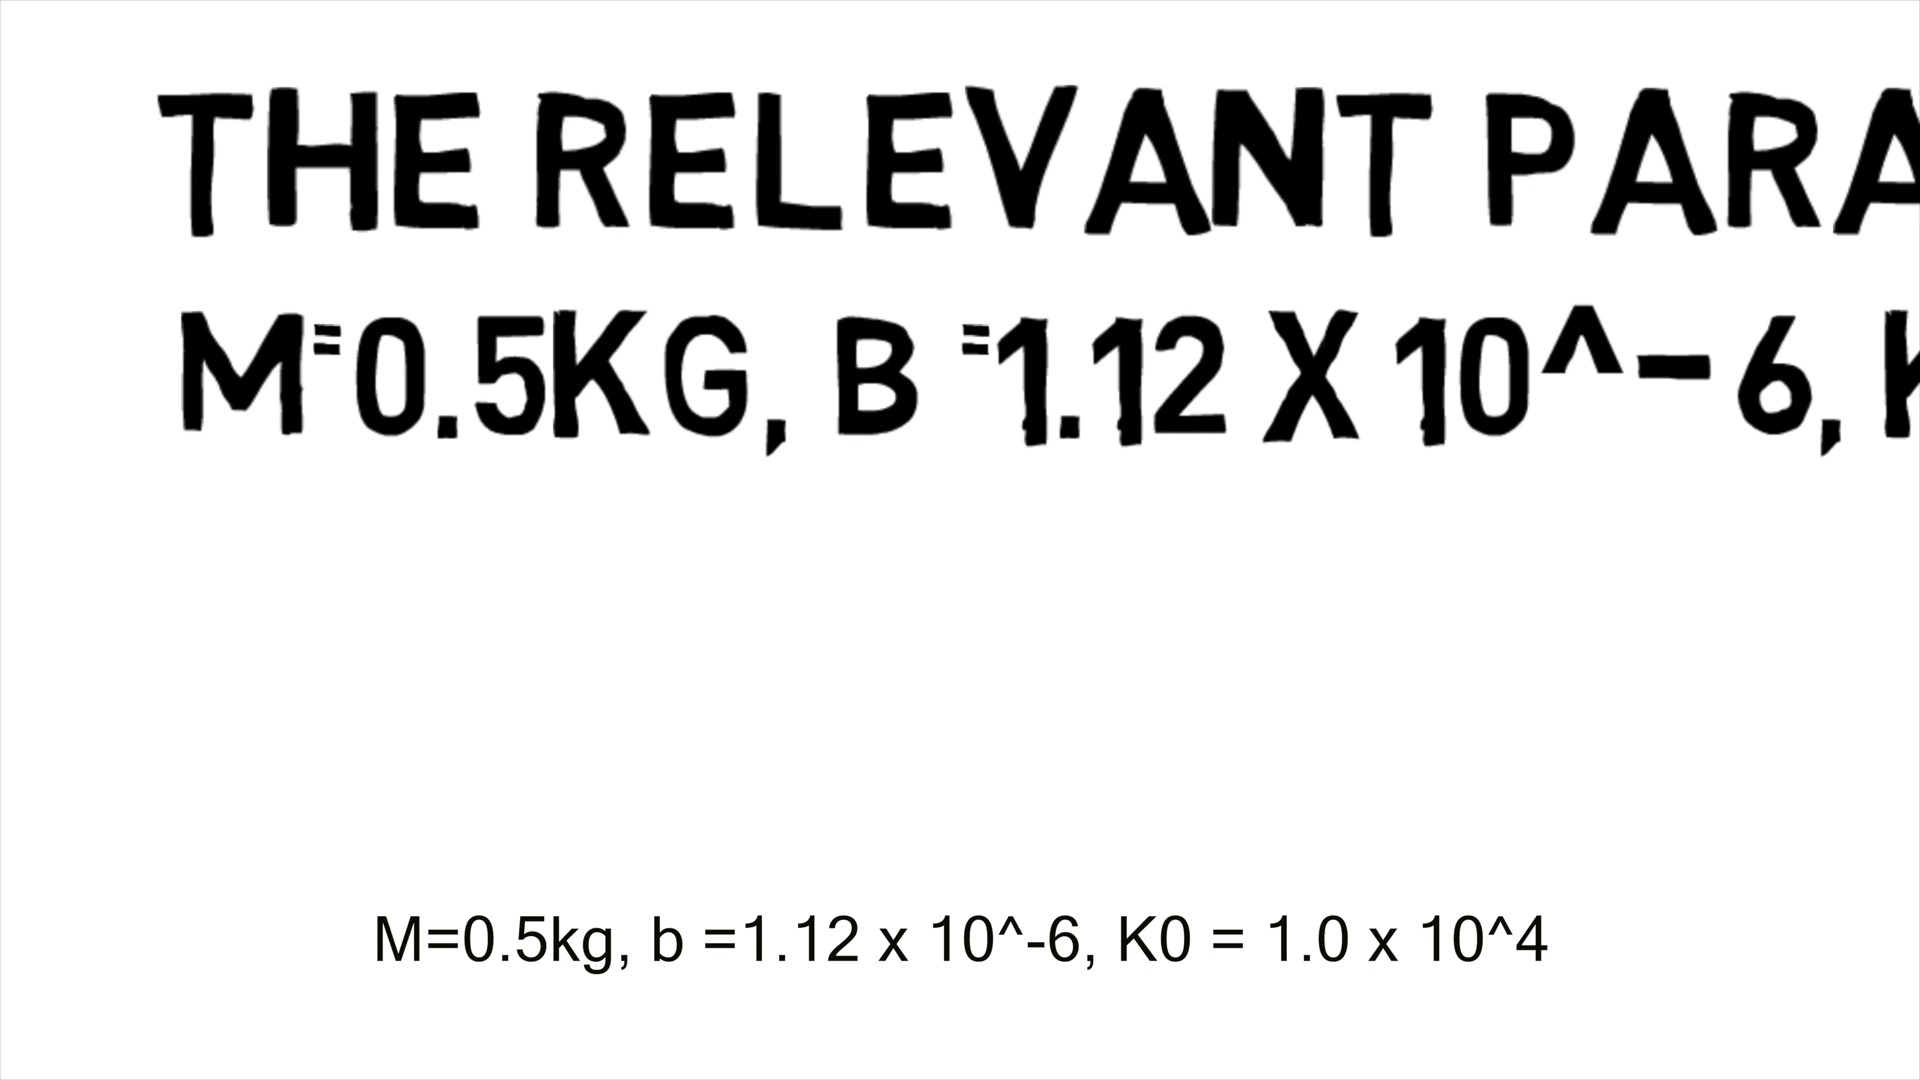 THE RELEVANT PARA
M=0.5KG, B =1.12 X 10^-6, K
M=0.5kg, b =1.12 x 10^-6, K0 = 1.0 x 10^4